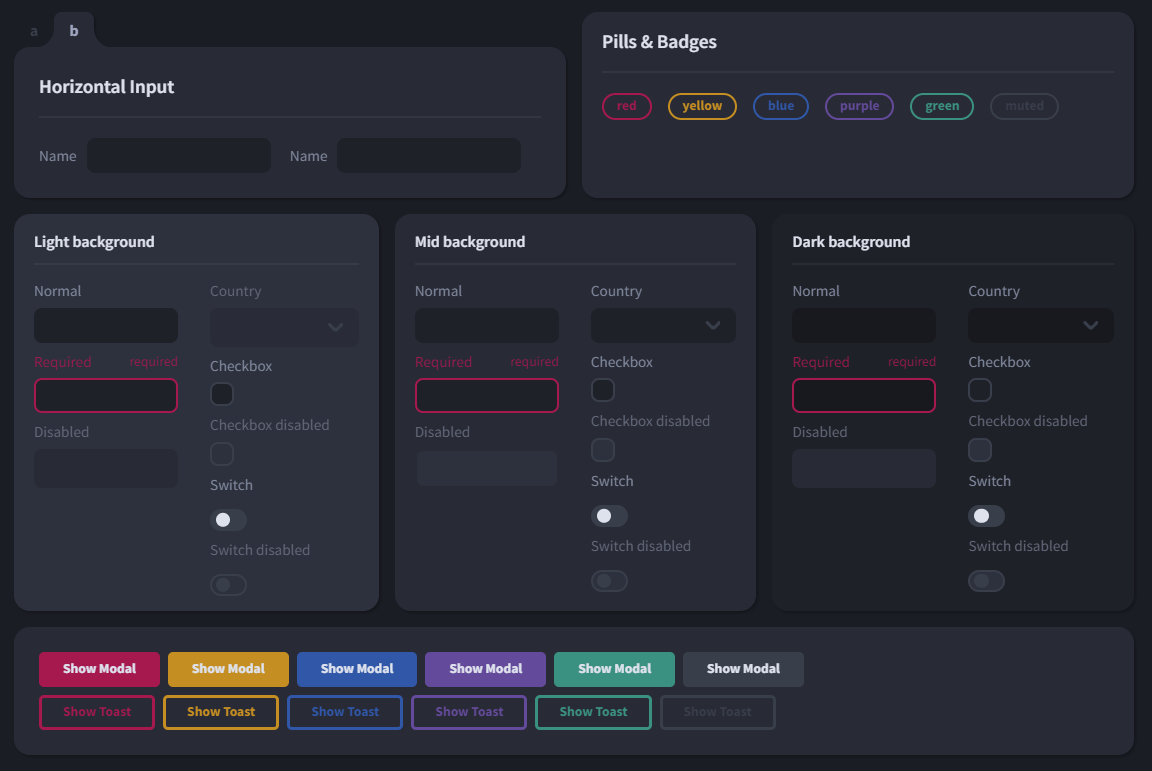 a b
Horizontal Input
Name Name
Pills & Badges
red yellow blue purple green muted
Light background
Normal Country
Required required
Checkbox
Checkbox disabled
Disabled
Switch
Switch disabled
Mid background
Normal Country
Required required
Checkbox
Checkbox disabled
Disabled
Switch
Switch disabled
Dark background
Normal Country
Required required
Checkbox
Checkbox disabled
Disabled
Switch
Switch disabled
Show Modal Show Modal Show Modal Show Modal Show Modal Show Modal
Show Toast Show Toast Show Toast Show Toast Show Toast Show Toast